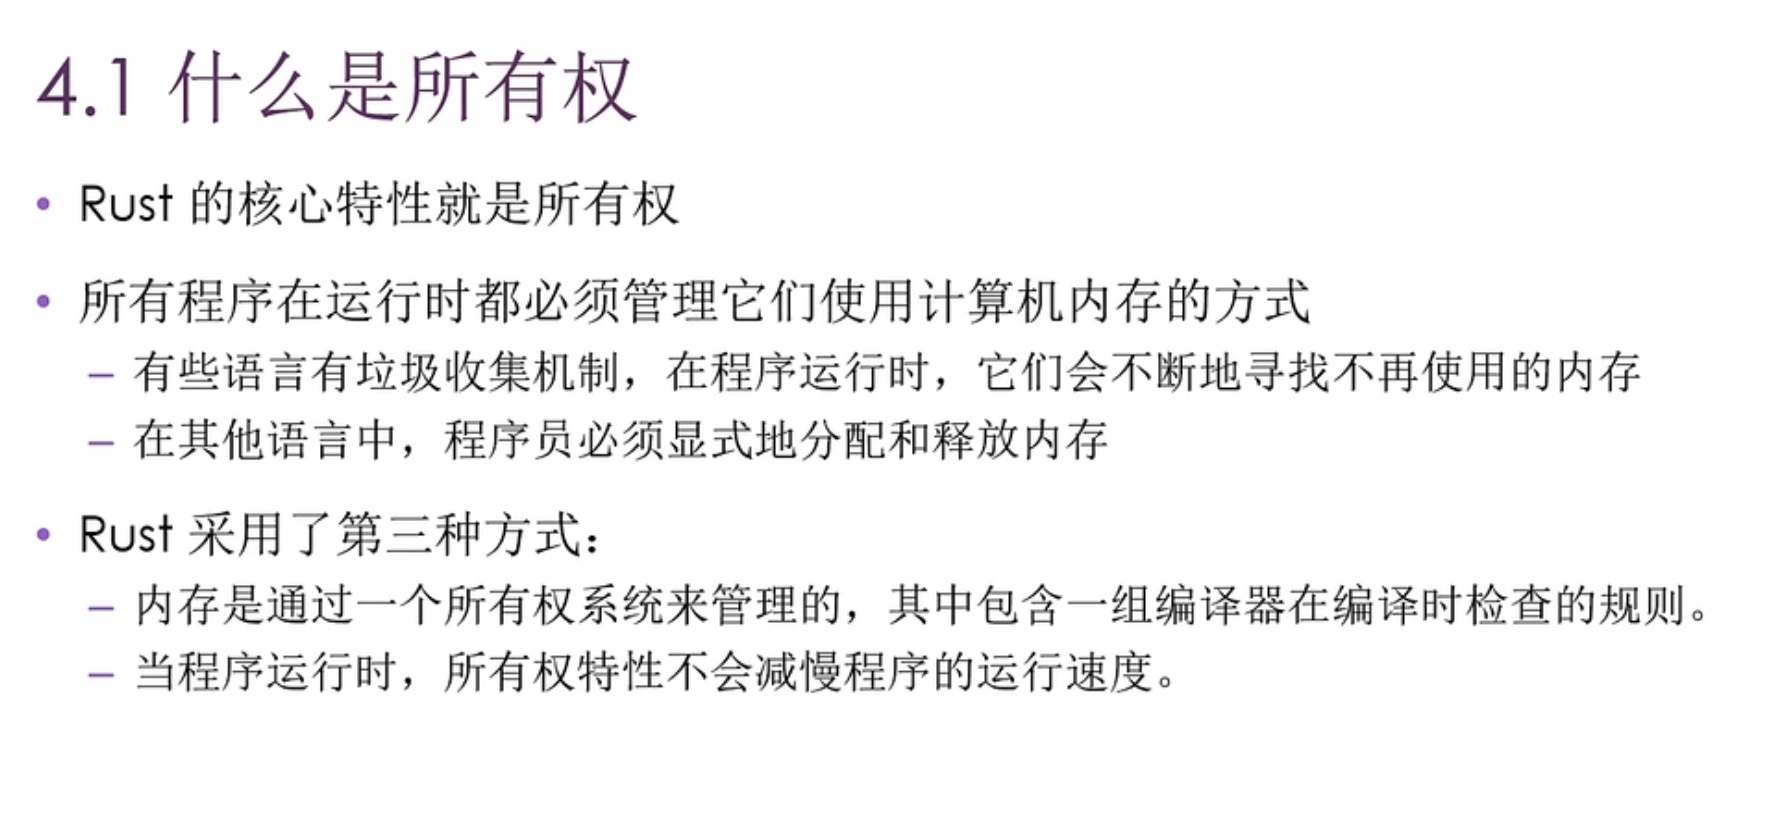 4.1 什么是所有权
• Rust 的核心特性就是所有权
• 所有程序在运行时都必须管理它们使用计算机内存的方式
– 有些语言有垃圾收集机制，在程序运行时，它们会不断地寻找不再使用的内存
– 在其他语言中，程序员必须显式地分配和释放内存
• Rust 采用了第三种方式：
– 内存是通过一个所有权系统来管理的，其中包含一组编译器在编译时检查的规则。
– 当程序运行时，所有权特性不会减慢程序的运行速度。